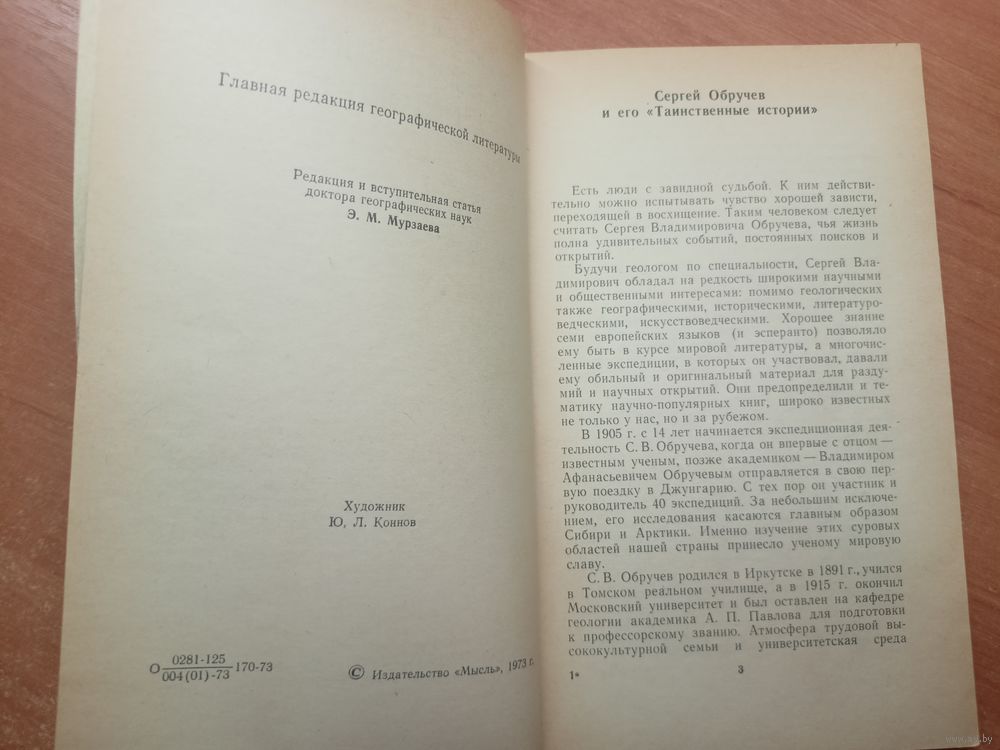 Главная редакция географической литературы
Редакция и вступительная статья
доктора географических наук
Э. М. Мурзаева
Художник
Ю, Л. Коннов
О 0281-125 170-73
004(01)-73
© Издательство «Мысль», 1973 г.
Сергей Обручев
и его «Таинственные истории»
Есть люди с завидной судьбой. К ним действи-
тельно можно испытывать чувство хорошей зависти,
переходящей в восхищение. Таким человеком следует
считать Сергея Владимировича Обручева, чья жизнь
полна удивительных событий, постоянных поисков и
открытий.
Будучи геологом по специальности, Сергей Вла-
димирович обладал на редкость широкими научными
и общественными интересами: помимо геологических
также географическими, историческими, литературо-
ведческими, искусствоведческими. Хорошее знание
семи европейских языков (и эсперанто) позволяло
ему быть в курсе мировой литературы, а многочис-
ленные экспедиции, в которых он участвовал, давали
ему обильный и оригинальный материал для разду-
мий и научных открытий. Они предопределили и те-
матику научно-популярных книг, широко известных
не только у нас, но и за рубежом.
В 1905 г. с 14 лет начинается экспедиционная дея-
тельность С. В. Обручева, когда он впервые с отцом —
известным ученым, позже академиком — Владимиром
Афанасьевичем Обручевым отправляется в свою пер-
вую поездку в Джунгарию. С тех пор он участник и
руководитель 40 экспедиций. За небольшим исключе-
нием, его исследования касаются главным образом
Сибири и Арктики. Именно изучение этих суровых
областей нашей страны принесло ученому мировую
славу.
С. В. Обручев родился в Иркутске в 1891 г., учился
в Томском реальном училище, а в 1915 г. окончил
Московский университет и был оставлен на кафедре
геологии академика А. П. Павлова для подготовки
к профессорскому званию. Атмосфера трудовой вы-
сококультурной семьи и университетская среда
1* 3